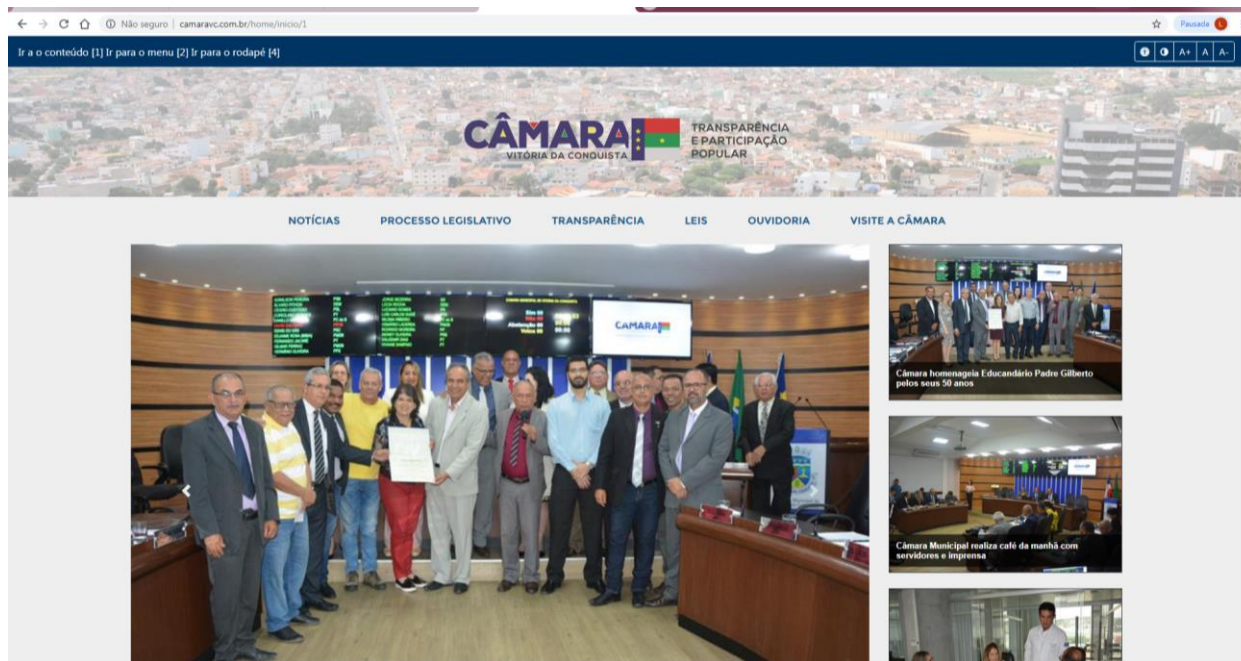 Não seguro | camaravc.com.br/home/inicio/1
Pausada L
Ir a o conteúdo [1] Ir para o menu [2] Ir para o rodapé [4]
A+ A A-
CÂMARA
VITÓRIA DA CONQUISTA
TRANSPARÊNCIA
E PARTICIPAÇÃO
POPULAR
NOTÍCIAS PROCESSO LEGISLATIVO TRANSPARÊNCIA LEIS OUVIDORIA VISITE A CÂMARA
CÂMARA
Câmara homenageia Educandário Padre Gilberto
pelos seus 50 anos
Câmara Municipal realiza café da manhã com
servidores e imprensa